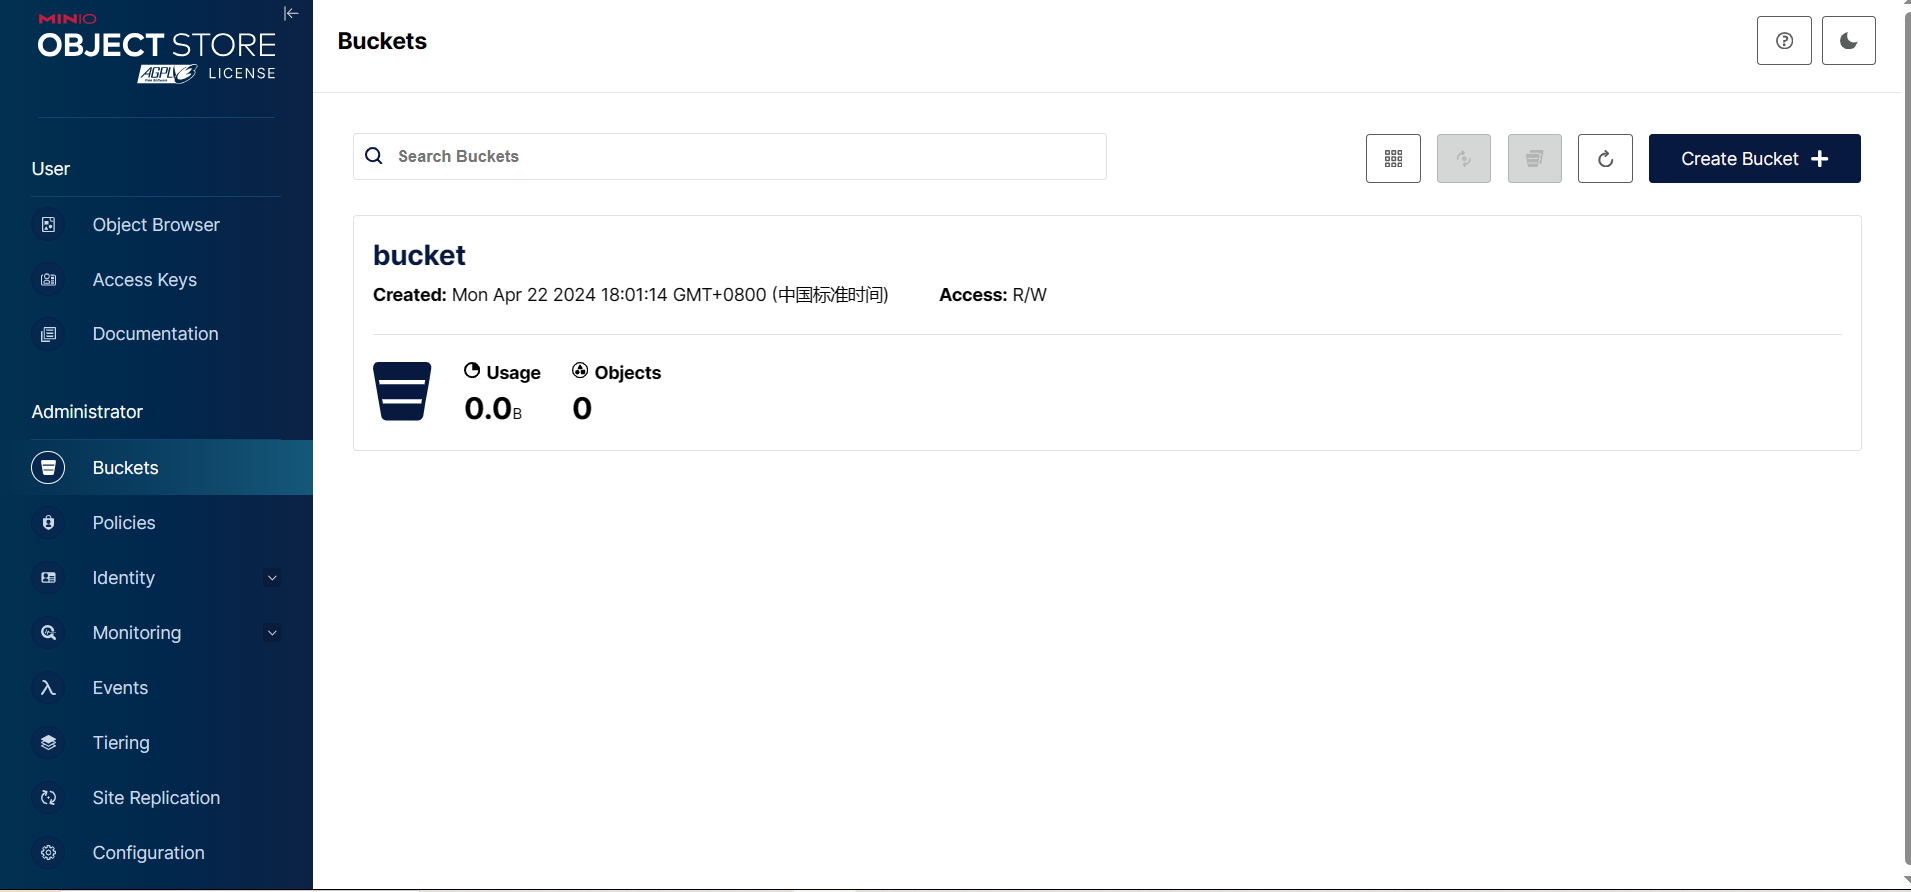 MINIO
OBJECT STORE
AGPLV3 LICENSE
User
Object Browser
Access Keys
Documentation
Administrator
Buckets
Policies
Identity
Monitoring
Events
Tiering
Site Replication
Configuration
Buckets
Search Buckets
Create Bucket
bucket
Created: Mon Apr 22 2024 18:01:14 GMT+0800 (中国标准时间) Access: R/W
Usage Objects
0.0B 0